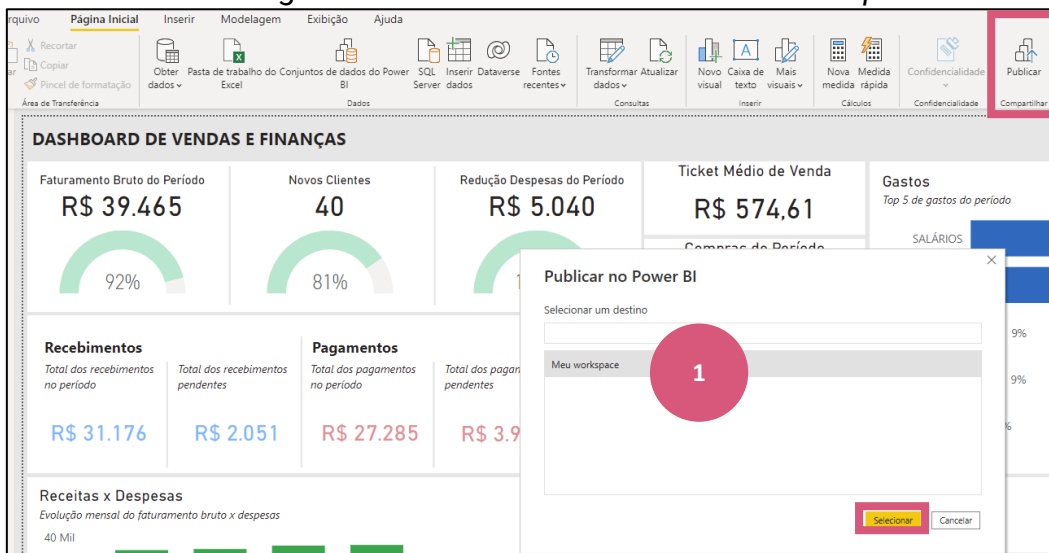 Arquivo Página Inicial Inserir Modelagem Exibição Ajuda
Recortar
Copiar
Pincel de formatação
Área de Transferência
Obter dados
Pasta de trabalho do Excel
Conjuntos de dados do Power BI
SQL Server
Inserir dados
Dataverse
Fontes recentes
Dados
Transformar dados
Atualizar
Consultas
Novo visual
Caixa de texto
Mais visuais
Inserir
Nova medida
Medida rápida
Cálculos
Confidencialidade
Confidencialidade
Publicar
Compartilhar
DASHBOARD DE VENDAS E FINANÇAS
Faturamento Bruto do Período
R$ 39.465
92%
Novos Clientes
40
81%
Redução Despesas do Período
R$ 5.040
1
Ticket Médio de Venda
R$ 574,61
Compras do Período
Gastos
Top 5 de gastos do período
SALÁRIOS
9%
9%
%
Recebimentos
Total dos recebimentos
no período
R$ 31.176
Total dos recebimentos
pendentes
R$ 2.051
Pagamentos
Total dos pagamentos
no período
R$ 27.285
Total dos pagan
pendentes
R$ 3.9
Receitas x Despesas
Evolução mensal do faturamento bruto x despesas
40 Mil
Publicar no Power BI
Selecionar um destino
Meu workspace
1
Selecionar
Cancelar